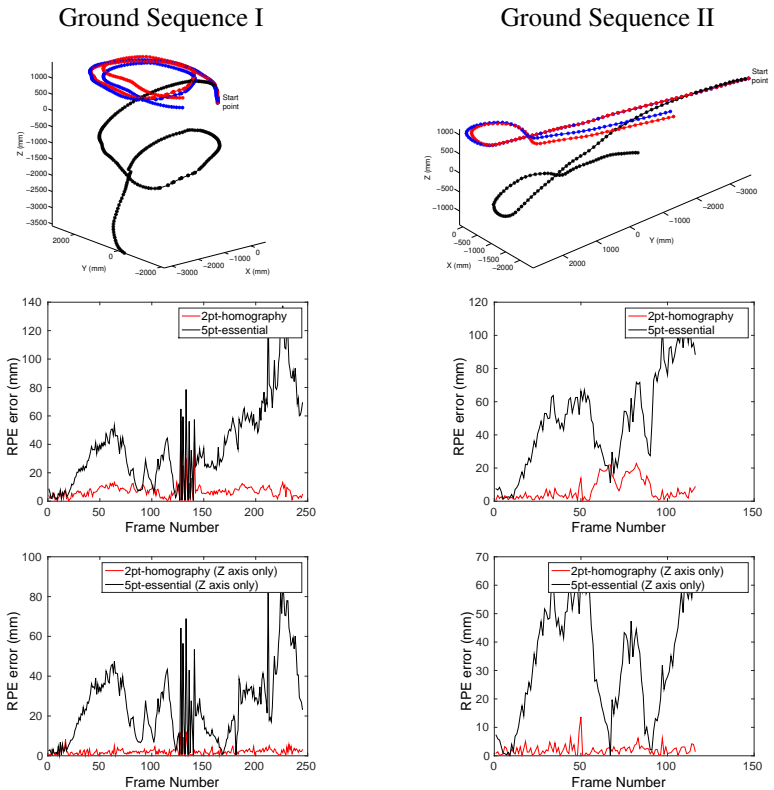 Ground Sequence I
Ground Sequence II
1000
500
0
−500
−1000
−1500
−2000
−2500
−3000
−3500
Z (mm)
2000
0
−2000
Y (mm)
−3000
−2000
−1000
0
X (mm)
Start
point
1000
500
0
−500
−1000
Z (mm)
0
−500
−1000
−1500
−2000
X (mm)
2000
1000
0
−1000
−2000
−3000
Y (mm)
Start
point
140
120
100
80
60
40
20
0
RPE error (mm)
2pt-homography
5pt-essential
0 50 100 150 200 250
Frame Number
120
100
80
60
40
20
0
RPE error (mm)
2pt-homography
5pt-essential
0 50 100 150
Frame Number
100
80
60
40
20
0
RPE error (mm)
2pt-homography (Z axis only)
5pt-essential (Z axis only)
0 50 100 150 200 250
Frame Number
70
60
50
40
30
20
10
0
RPE error (mm)
2pt-homography (Z axis only)
5pt-essential (Z axis only)
0 50 100 150
Frame Number